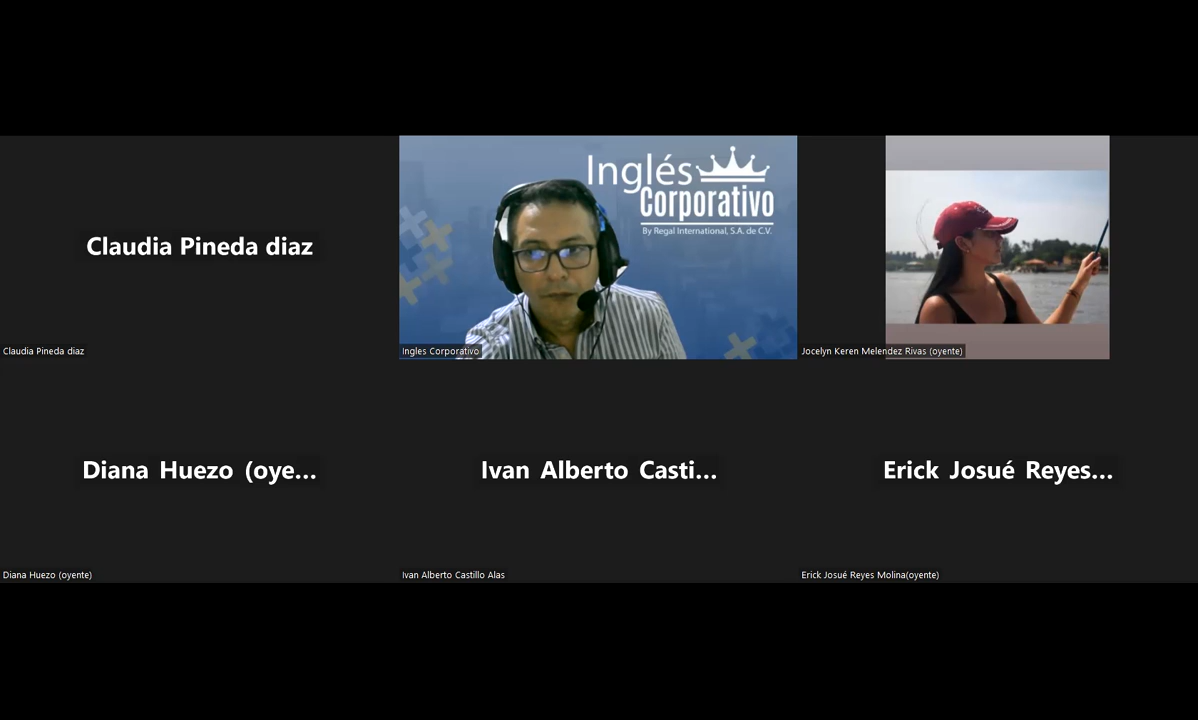 Claudia Pineda diaz
Claudia Pineda diaz
Inglés
Corporativo
By Regal International, S.A. de C.V.
Ingles Corporativo
Jocelyn Keren Melendez Rivas (oyente)
Diana Huezo (oye...
Ivan Alberto Casti...
Erick Josué Reyes...
Diana Huezo (oyente)
Ivan Alberto Castillo Alas
Erick Josué Reyes Molina(oyente)